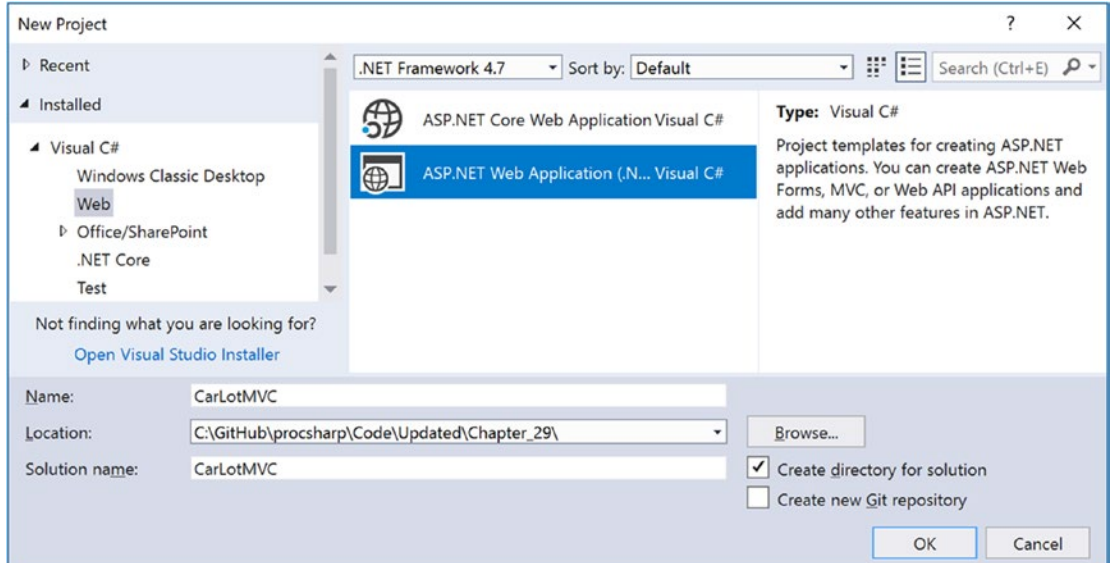 New Project
? ×
Recent
.NET Framework 4.7 Sort by: Default Search (Ctrl+E)
Installed
Visual C#
Windows Classic Desktop
Web
Office/SharePoint
.NET Core
Test
Not finding what you are looking for?
Open Visual Studio Installer
ASP.NET Core Web Application Visual C#
ASP.NET Web Application (.N... Visual C#
Type: Visual C#
Project templates for creating ASP.NET
applications. You can create ASP.NET Web
Forms, MVC, or Web API applications and
add many other features in ASP.NET.
Name: CarLotMVC
Location: C:\GitHub\procsharp\Code\Updated\Chapter_29\ Browse...
Solution name: CarLotMVC
Create directory for solution
Create new Git repository
OK Cancel